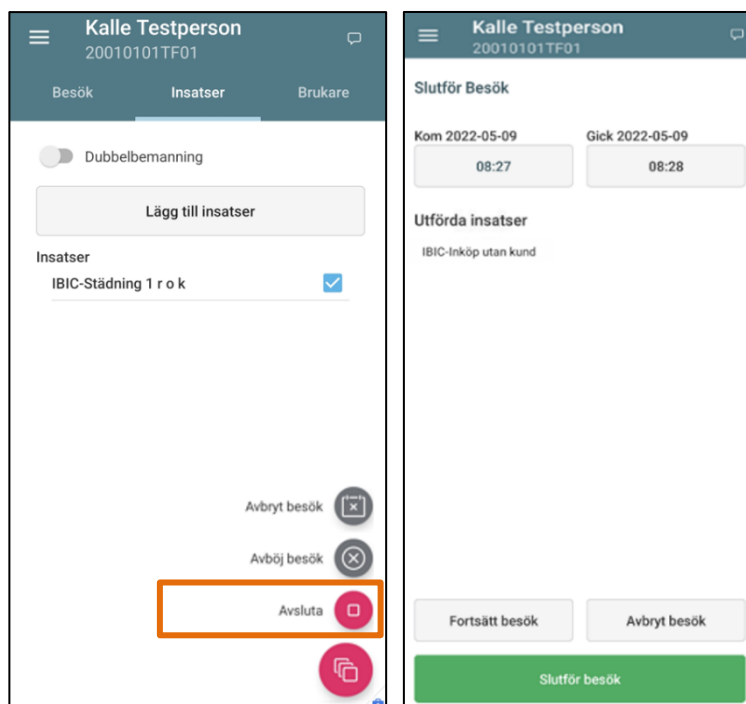 Kalle Testperson
20010101TF01
Besök Insatser Brukare
Dubbelbemanning
Lägg till insatser
Insatser
IBIC-Städning 1 r o k
Avbryt besök
Avböj besök
Avsluta
Kalle Testperson
20010101TF01
Slutför Besök
Kom 2022-05-09 Gick 2022-05-09
08:27 08:28
Utförda insatser
IBIC-Inköp utan kund
Fortsätt besök Avbryt besök
Slutför besök